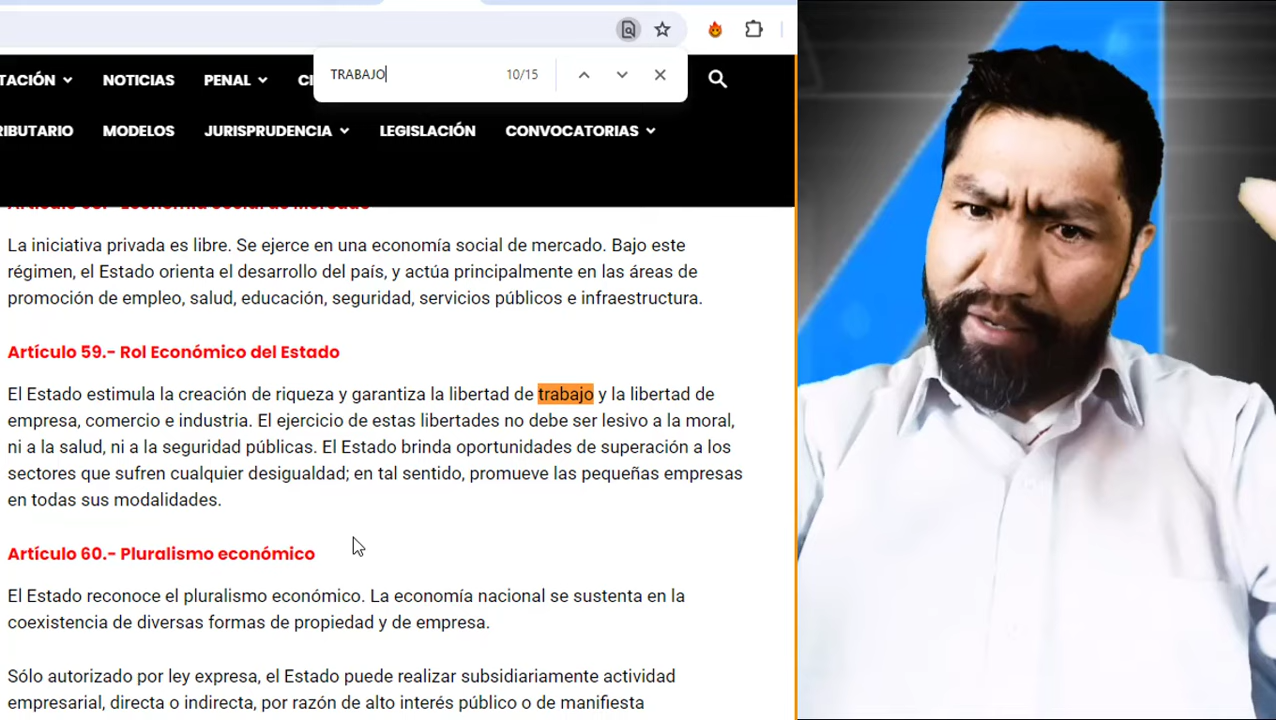 TRABAJO 10/15
TACIÓN NOTICIAS PENAL
RIBUTARIO MODELOS JURISPRUDENCIA LEGISLACIÓN CONVOCATORIAS
La iniciativa privada es libre. Se ejerce en una economía social de mercado. Bajo este
régimen, el Estado orienta el desarrollo del país, y actúa principalmente en las áreas de
promoción de empleo, salud, educación, seguridad, servicios públicos e infraestructura.
Artículo 59.- Rol Económico del Estado
El Estado estimula la creación de riqueza y garantiza la libertad de trabajo y la libertad de
empresa, comercio e industria. El ejercicio de estas libertades no debe ser lesivo a la moral,
ni a la salud, ni a la seguridad públicas. El Estado brinda oportunidades de superación a los
sectores que sufren cualquier desigualdad; en tal sentido, promueve las pequeñas empresas
en todas sus modalidades.
Artículo 60.- Pluralismo económico
El Estado reconoce el pluralismo económico. La economía nacional se sustenta en la
coexistencia de diversas formas de propiedad y de empresa.
Sólo autorizado por ley expresa, el Estado puede realizar subsidiariamente actividad
empresarial, directa o indirecta, por razón de alto interés público o de manifiesta